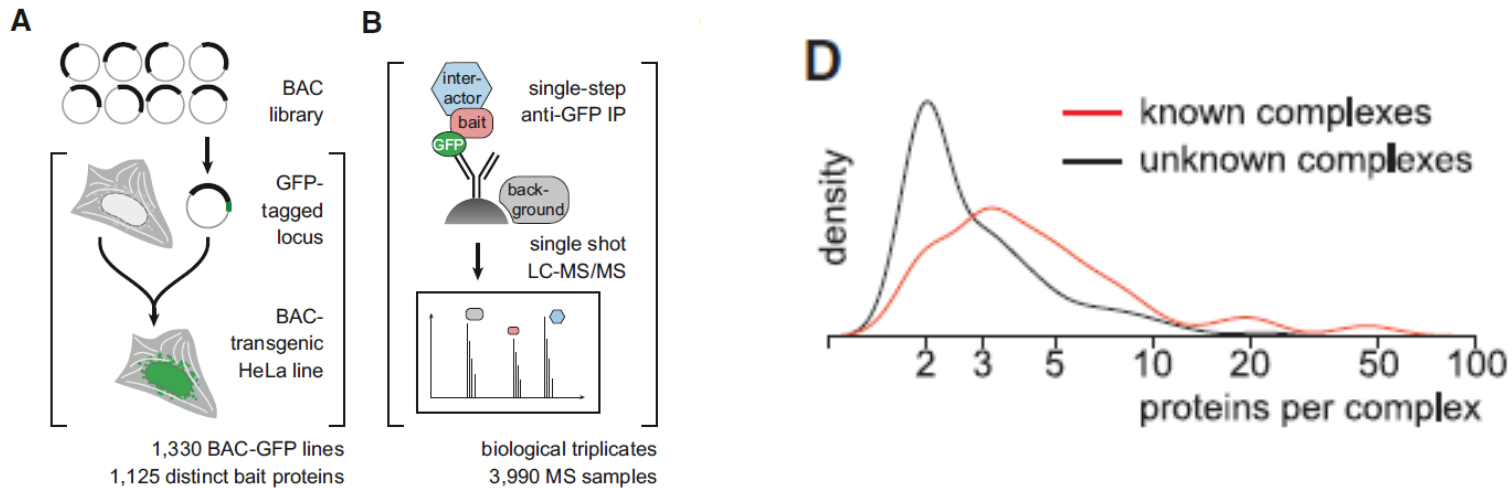 A
BAC
library
GFP-
tagged
locus
BAC-
transgenic
HeLa line
1,330 BAC-GFP lines
1,125 distinct bait proteins
B
inter-
actor
bait
GFP
back-
ground
single-step
anti-GFP IP
single shot
LC-MS/MS
biological triplicates
3,990 MS samples
D
known complexes
unknown complexes
density
2 3 5 10 20 50 100
proteins per complex